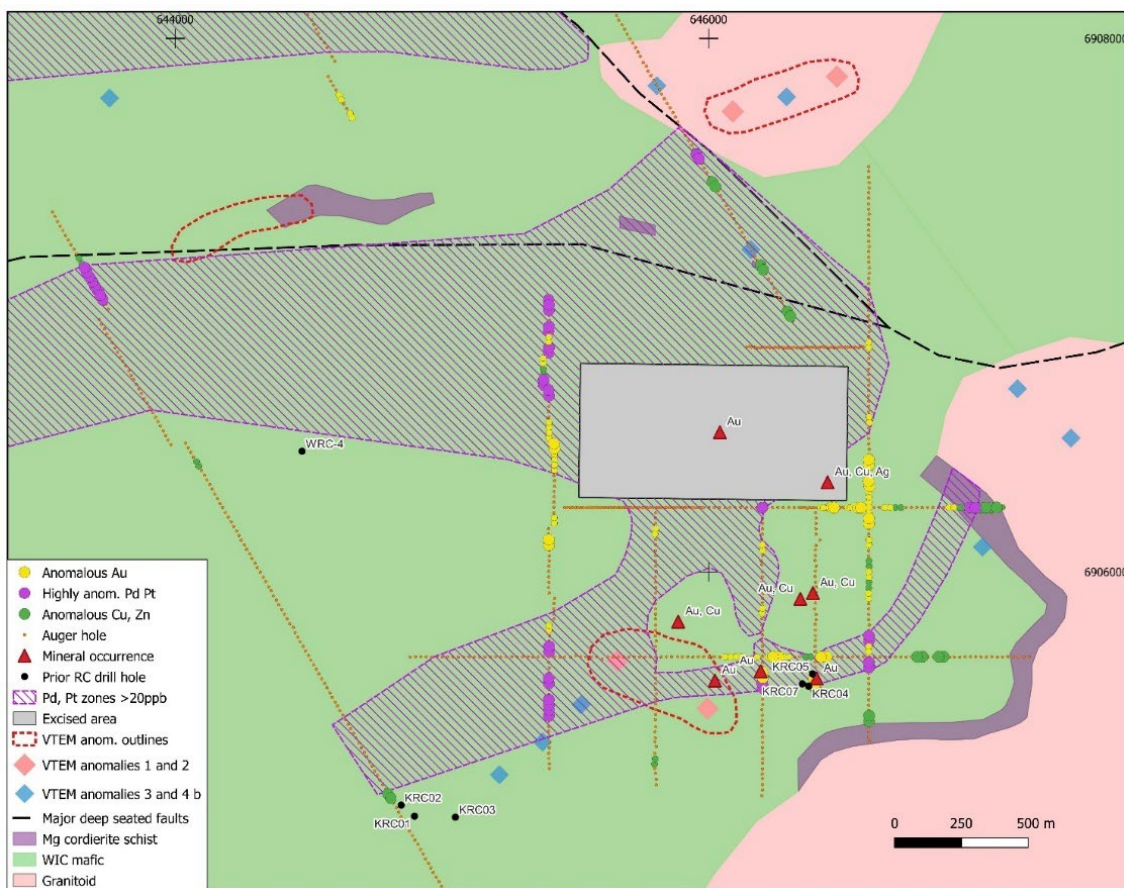 644000
646000
6908000
WRC-4
Au
Au, Cu, Ag
6906000
Au, Cu
Au, Cu
Au, Cu
Au
Au
KRC05
Au
KRC07
KRC04
KRC02
KRC01
KRC03
Anomalous Au
Highly anom. Pd Pt
Anomalous Cu, Zn
Auger hole
Mineral occurrence
Prior RC drill hole
Pd, Pt zones >20ppb
Excised area
VTEM anom. outlines
VTEM anomalies 1 and 2
VTEM anomalies 3 and 4 b
Major deep seated faults
Mg cordierite schist
WIC mafic
Granitoid
0 250 500 m